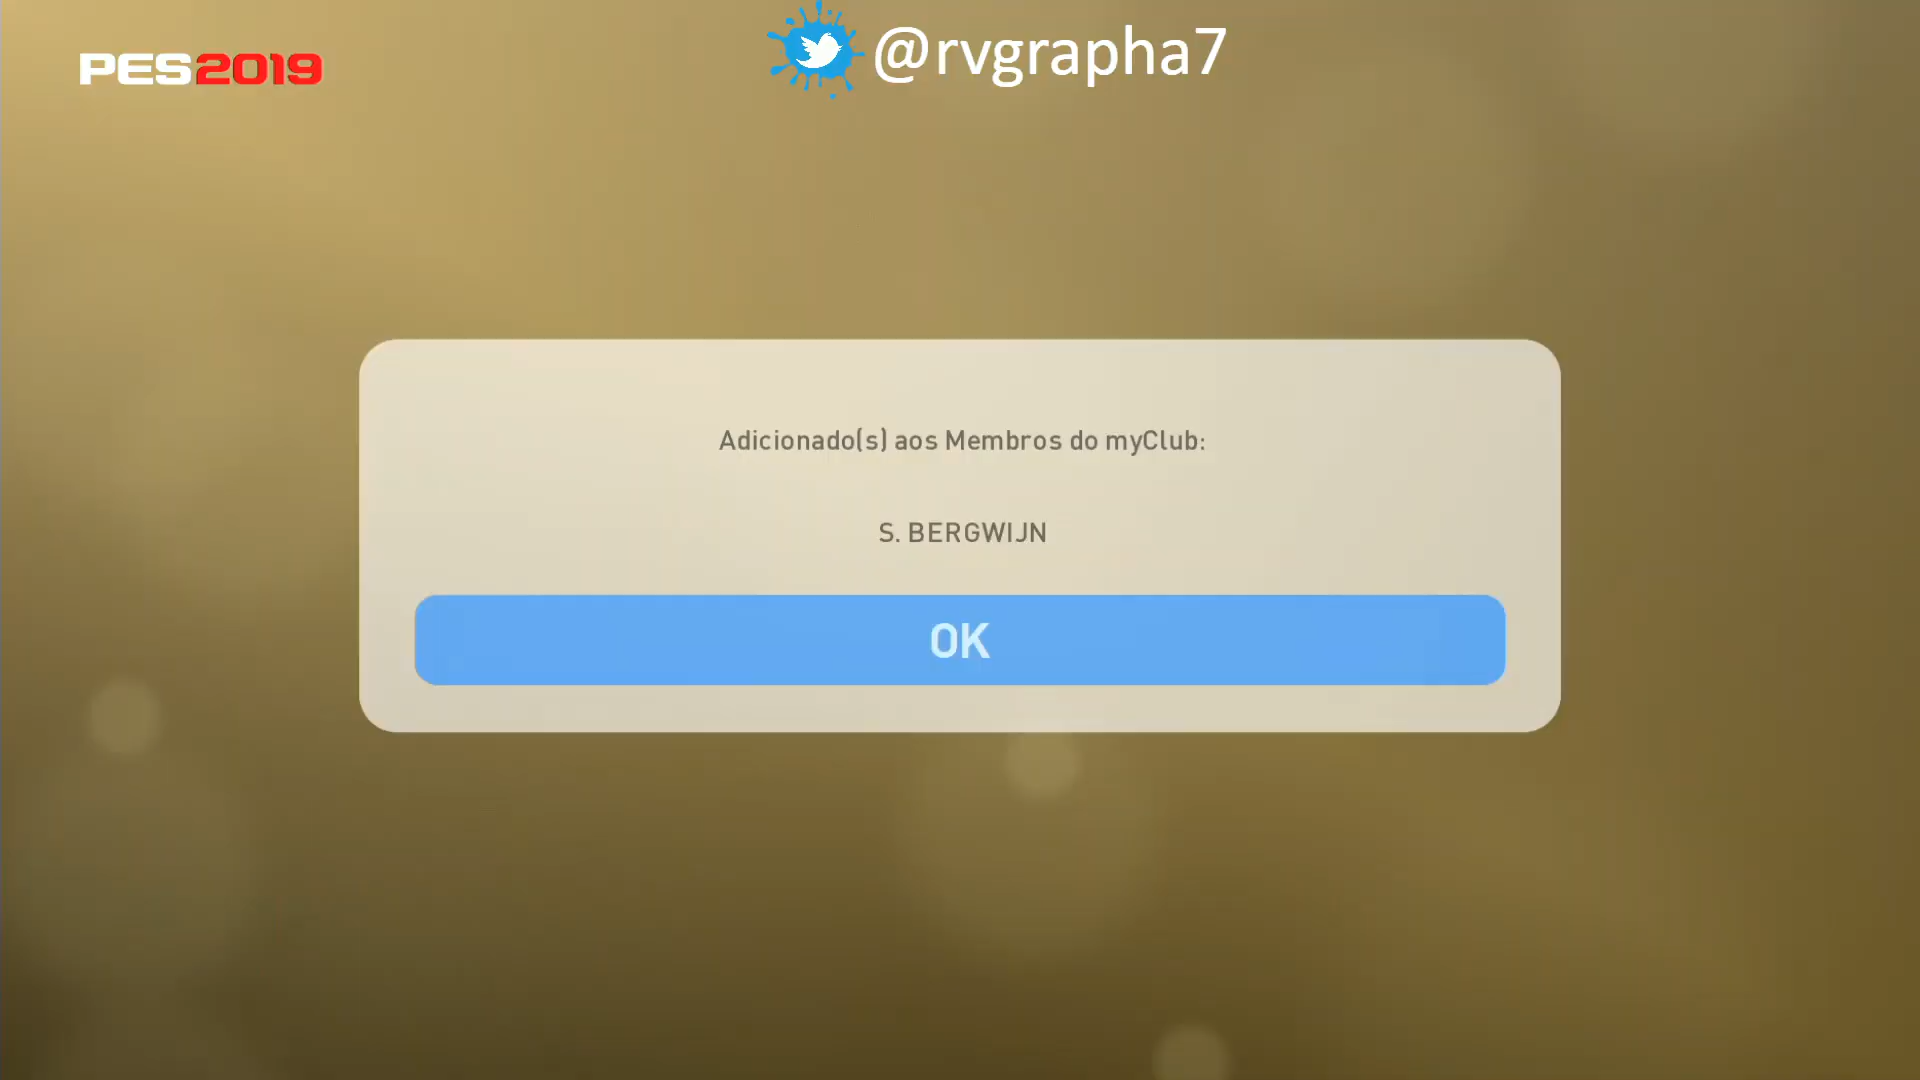 PES2019
@rvgrapha7
Adicionado(s) aos Membros do myClub:
S. BERGWIJN
OK